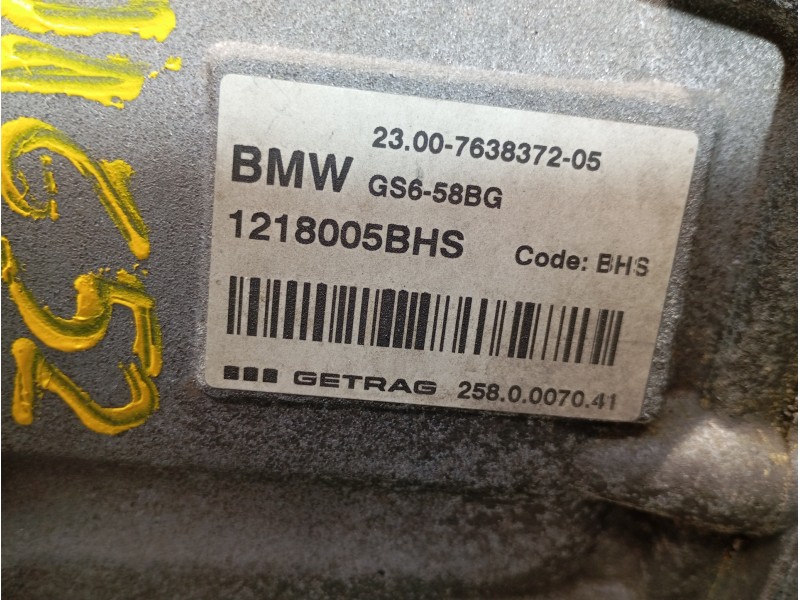 23.00-7638372-05
BMW GS6-58BG
1218005BHS Code: BHS
GETRAG 258.0.0070.41